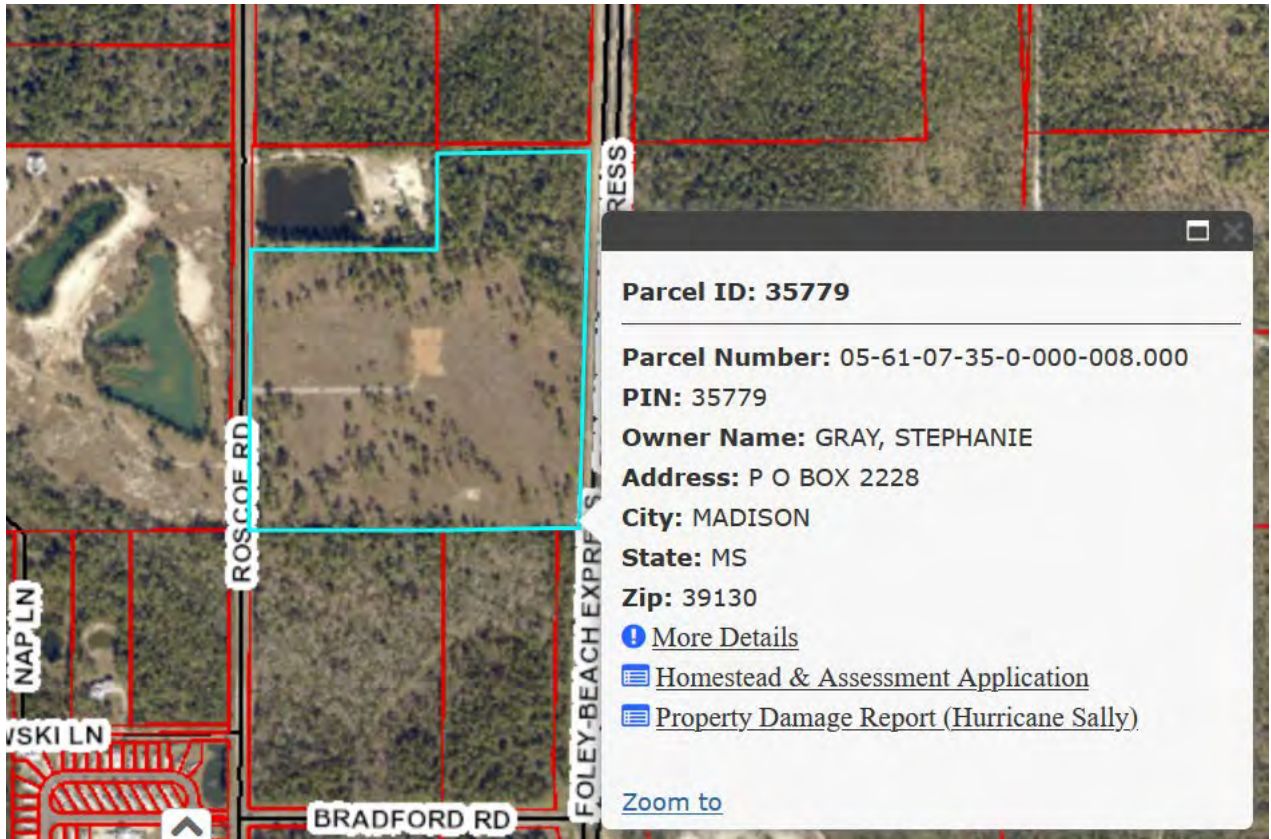 RESS
Parcel ID: 35779
Parcel Number: 05-61-07-35-0-000-008.000
PIN: 35779
Owner Name: GRAY, STEPHANIE
Address: P O BOX 2228
City: MADISON
State: MS
Zip: 39130
More Details
Homestead & Assessment Application
Property Damage Report (Hurricane Sally)
Zoom to
ROSCOE RD
FOLEY-BEACH EXPRES
NAP LN
WSKI LN
BRADFORD RD